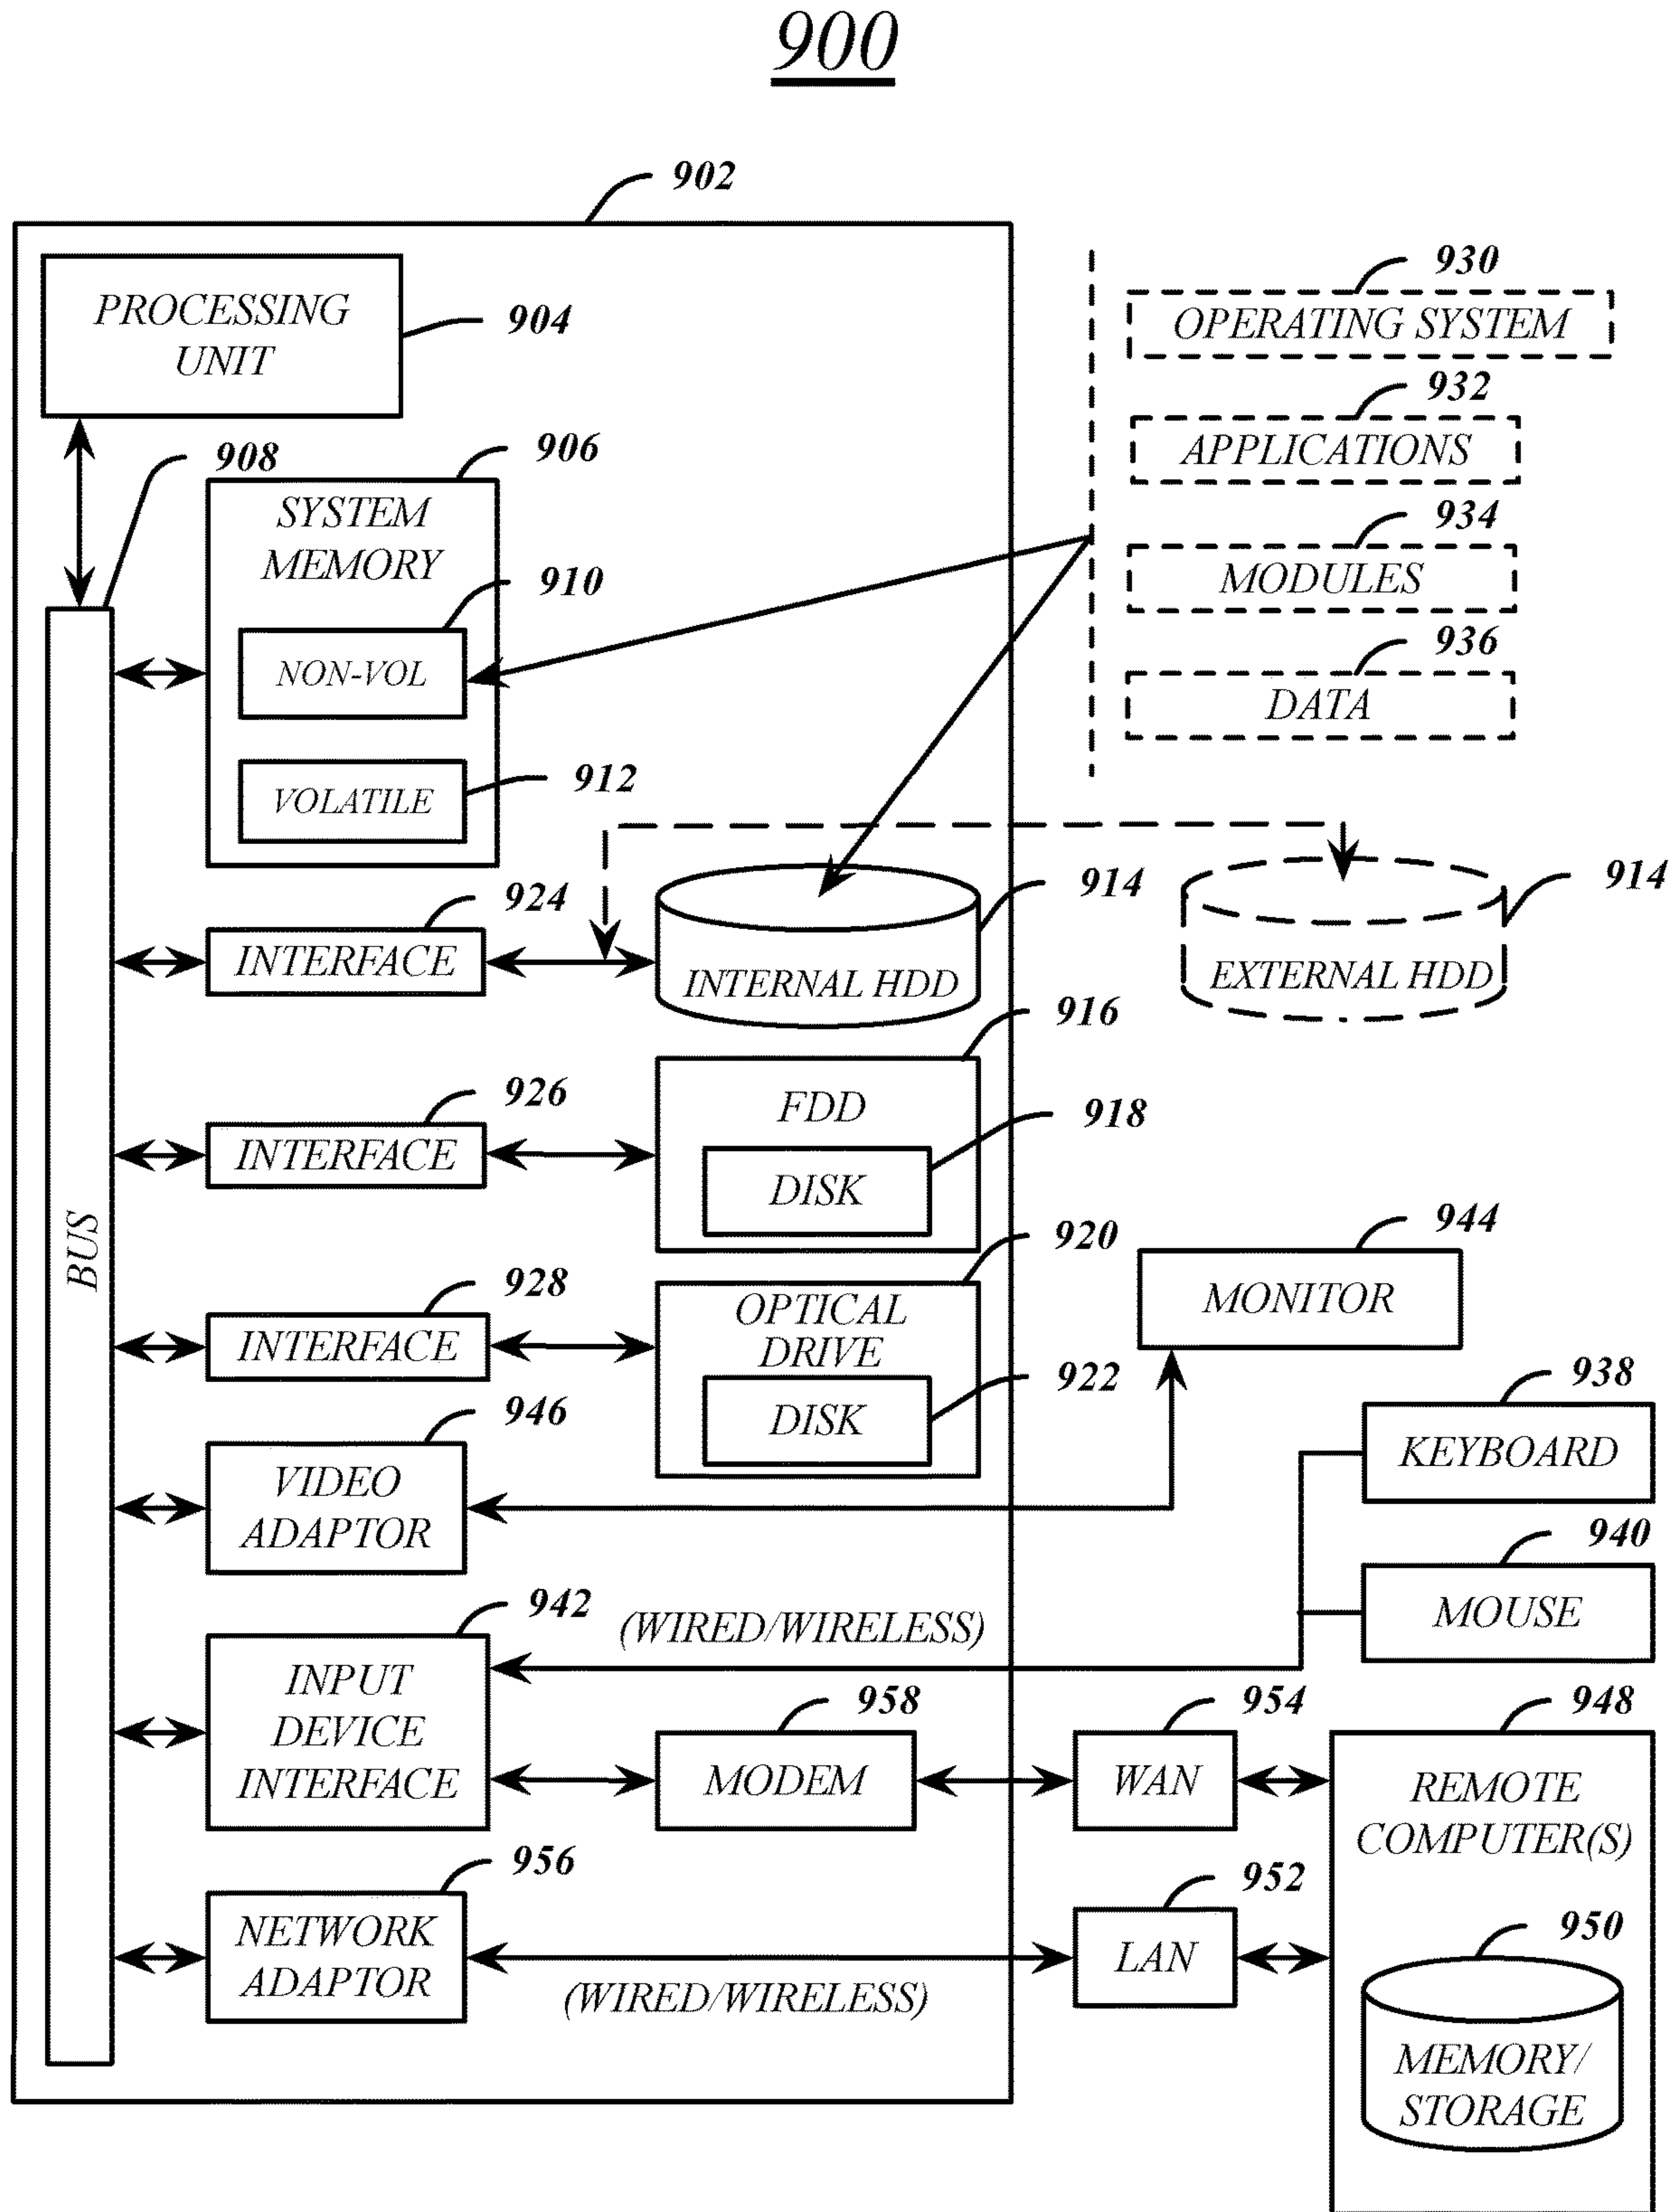 900
902
PROCESSING
UNIT
904
908
906
SYSTEM
MEMORY
910
NON-VOL
912
VOLATILE
930
OPERATING SYSTEM
932
APPLICATIONS
934
MODULES
936
DATA
924
INTERFACE
914
INTERNAL HDD
914
EXTERNAL HDD
926
INTERFACE
916
FDD
918
DISK
BUS
928
INTERFACE
920
OPTICAL
DRIVE
922
DISK
944
MONITOR
946
VIDEO
ADAPTOR
938
KEYBOARD
940
MOUSE
942
INPUT
DEVICE
INTERFACE
(WIRED/WIRELESS)
958
MODEM
954
WAN
948
REMOTE
COMPUTER(S)
956
NETWORK
ADAPTOR
(WIRED/WIRELESS)
952
LAN
950
MEMORY/
STORAGE